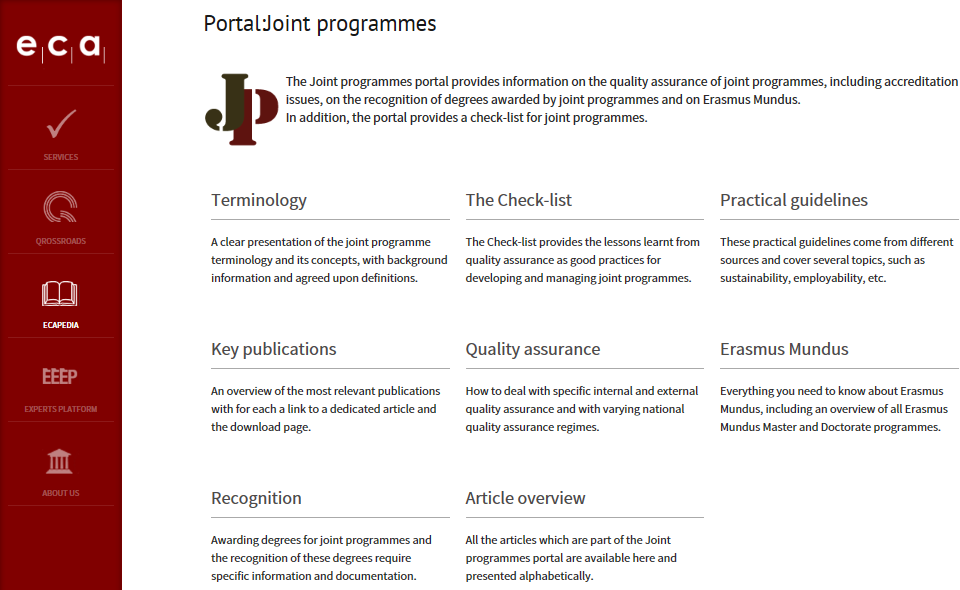 eca
SERVICES
QROSSROADS
ECAPEDIA
EEEP
EXPERTS PLATFORM
ABOUT US
Portal:Joint programmes
JP
The Joint programmes portal provides information on the quality assurance of joint programmes, including accreditation
issues, on the recognition of degrees awarded by joint programmes and on Erasmus Mundus.
In addition, the portal provides a check-list for joint programmes.
Terminology
A clear presentation of the joint programme
terminology and its concepts, with background
information and agreed upon definitions.
The Check-list
The Check-list provides the lessons learnt from
quality assurance as good practices for
developing and managing joint programmes.
Practical guidelines
These practical guidelines come from different
sources and cover several topics, such as
sustainability, employability, etc.
Key publications
An overview of the most relevant publications
with for each a link to a dedicated article and
the download page.
Quality assurance
How to deal with specific internal and external
quality assurance and with varying national
quality assurance regimes.
Erasmus Mundus
Everything you need to know about Erasmus
Mundus, including an overview of all Erasmus
Mundus Master and Doctorate programmes.
Recognition
Awarding degrees for joint programmes and
the recognition of these degrees require
specific information and documentation.
Article overview
All the articles which are part of the Joint
programmes portal are available here and
presented alphabetically.